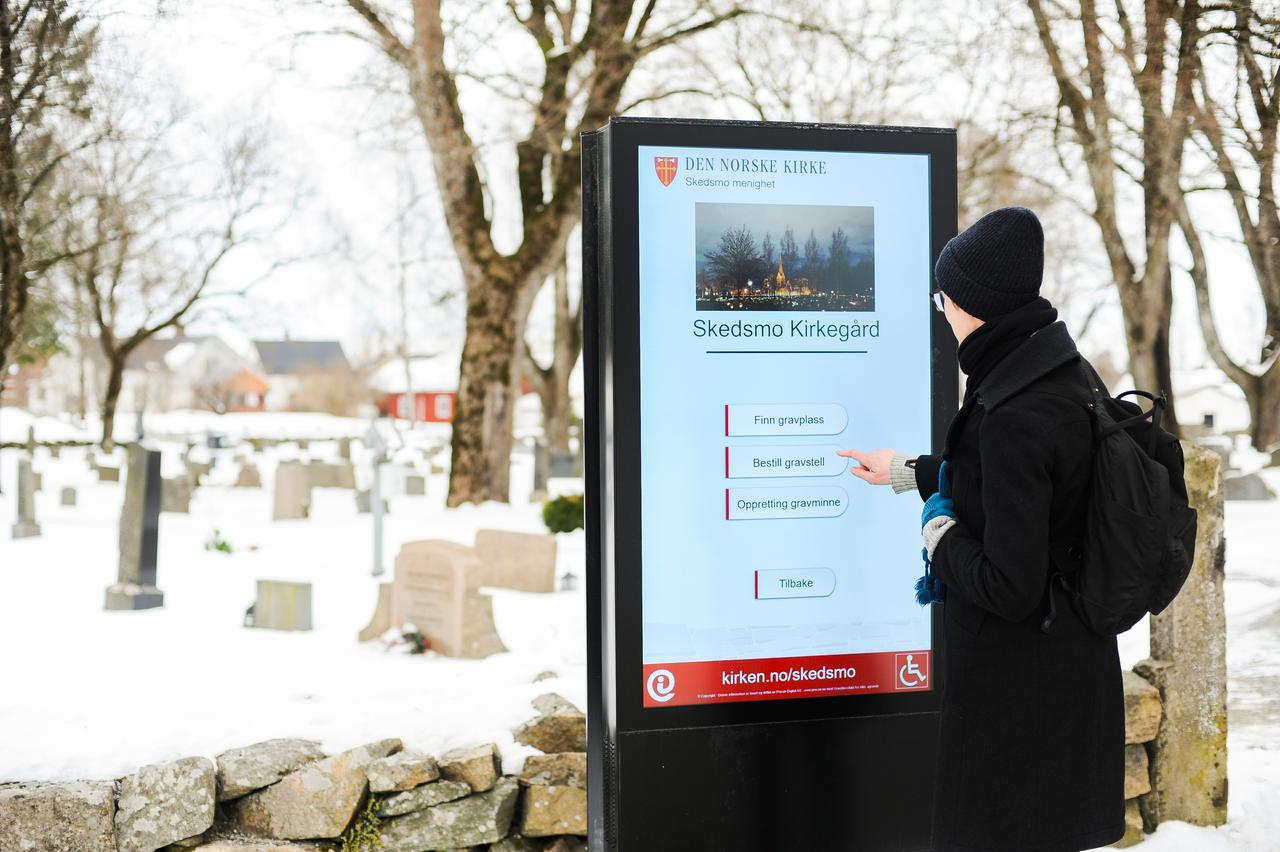 DEN NORSKE KIRKE
Skedsmo menighet
Skedsmo Kirkegård
Finn gravplass
Bestill gravstell
Oppretting gravminne
Tilbake
kirken.no/skedsmo